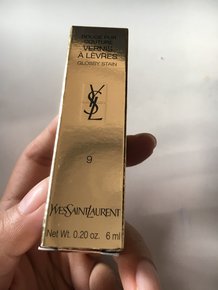 ROUGE PUR
COUTURE
VERNIS
À LÈVRES
GLOSSY STAIN
YSL
9
YVES SAINT LAURENT
Net Wt. 0.20 oz. 6 ml